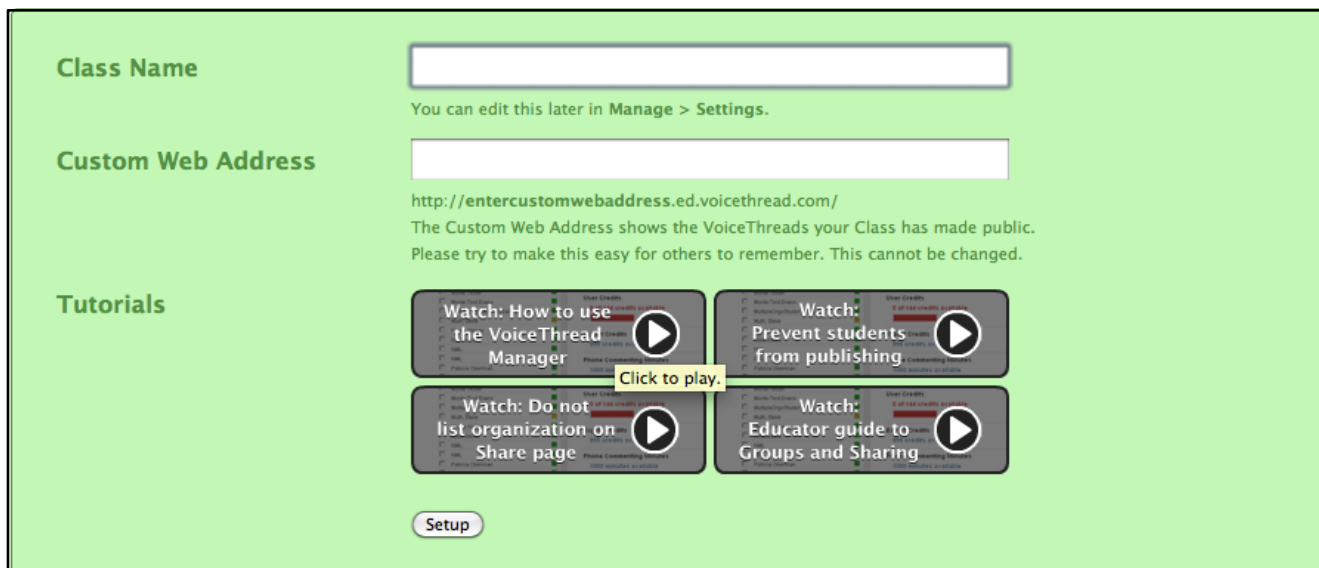 Class Name
You can edit this later in Manage > Settings.
Custom Web Address
http://entercustomwebaddress.ed.voicethread.com/
The Custom Web Address shows the VoiceThreads your Class has made public.
Please try to make this easy for others to remember. This cannot be changed.
Tutorials
Watch: How to use
the VoiceThread
Manager
Watch:
Prevent students
from publishing
Click to play.
Watch: Do not
list organization on
Share page
Watch:
Educator guide to
Groups and Sharing
Setup